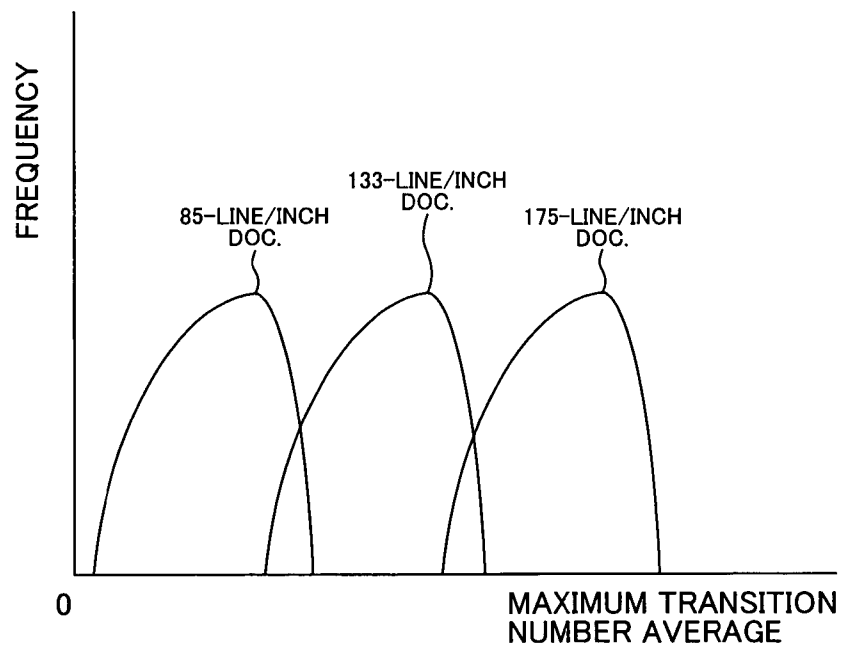 FREQUENCY
85-LINE/INCH
DOC.
133-LINE/INCH
DOC.
175-LINE/INCH
DOC.
0
MAXIMUM TRANSITION
NUMBER AVERAGE